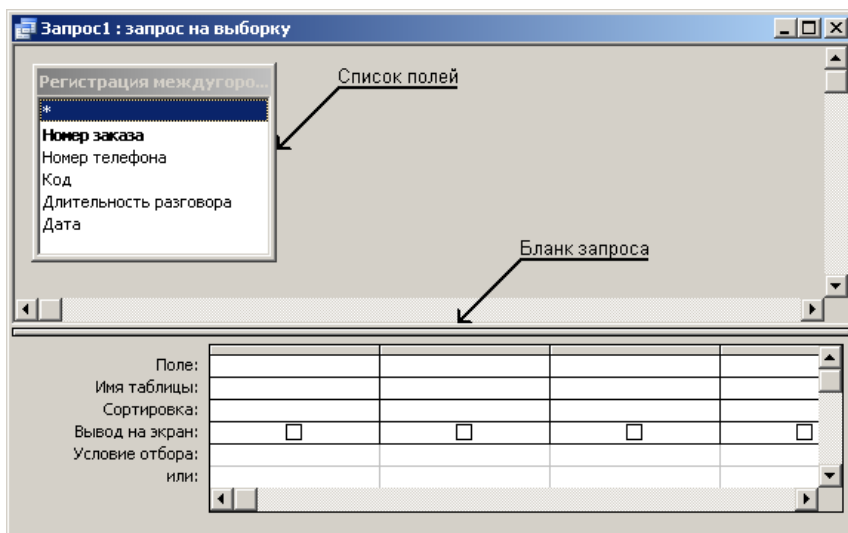 Запрос1 : запрос на выборку
Регистрация междугоро...
Список полей
*
Номер заказа
Номер телефона
Код
Длительность разговора
Дата
Бланк запроса
Поле:
Имя таблицы:
Сортировка:
Вывод на экран:
Условие отбора:
или: